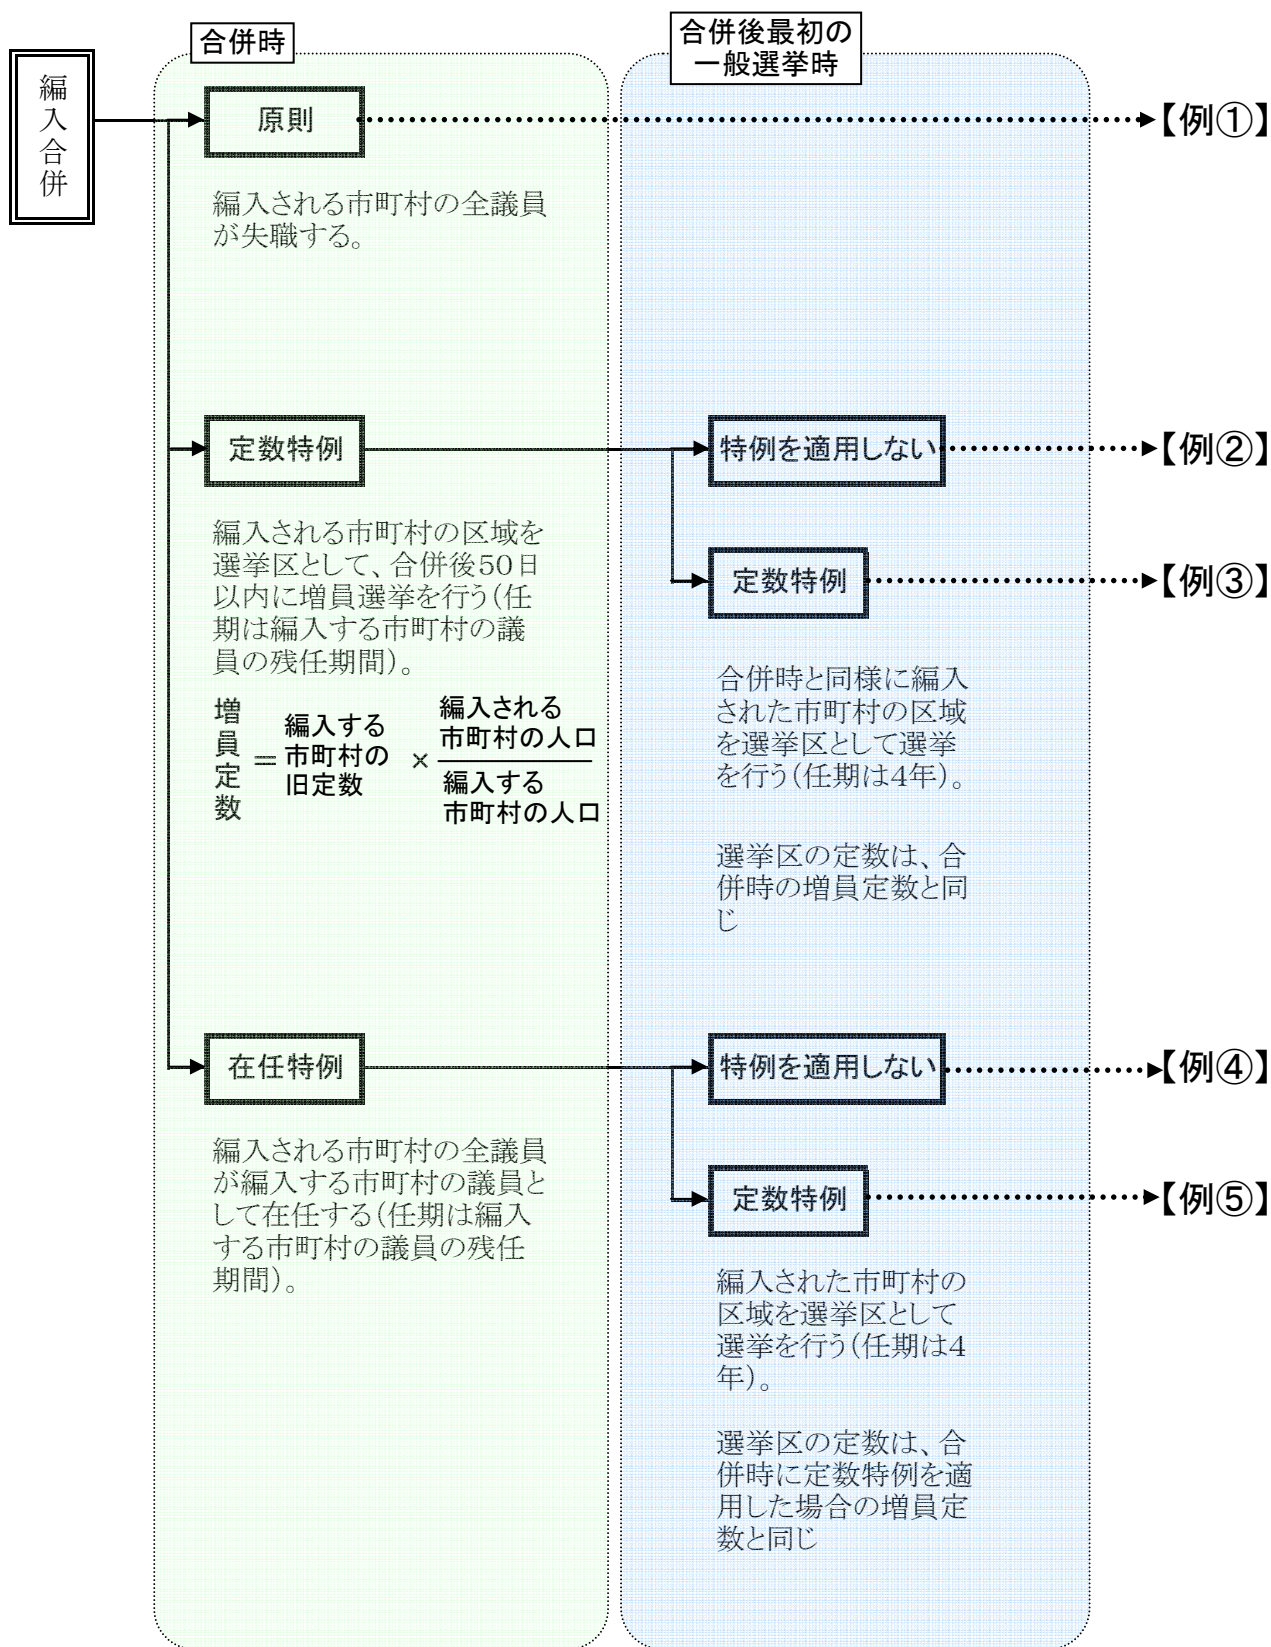 編入合併
合併時
合併後最初の
一般選挙時
原則
【例①】
編入される市町村の全議員
が失職する。
定数特例
特例を適用しない
【例②】
編入される市町村の区域を
選挙区として、合併後50日
以内に増員選挙を行う(任
期は編入する市町村の議
員の残任期間)。
増員定数
=
編入する
市町村の
旧定数
×
編入される
市町村の人口
編入する
市町村の人口
定数特例
【例③】
合併時と同様に編入
された市町村の区域
を選挙区として選挙
を行う(任期は4年)。
選挙区の定数は、合
併時の増員定数と同
じ
在任特例
特例を適用しない
【例④】
編入される市町村の全議員
が編入する市町村の議員と
して在任する(任期は編入
する市町村の議員の残任
期間)。
定数特例
【例⑤】
編入された市町村の
区域を選挙区として
選挙を行う(任期は4
年)。
選挙区の定数は、合
併時に定数特例を適
用した場合の増員定
数と同じ